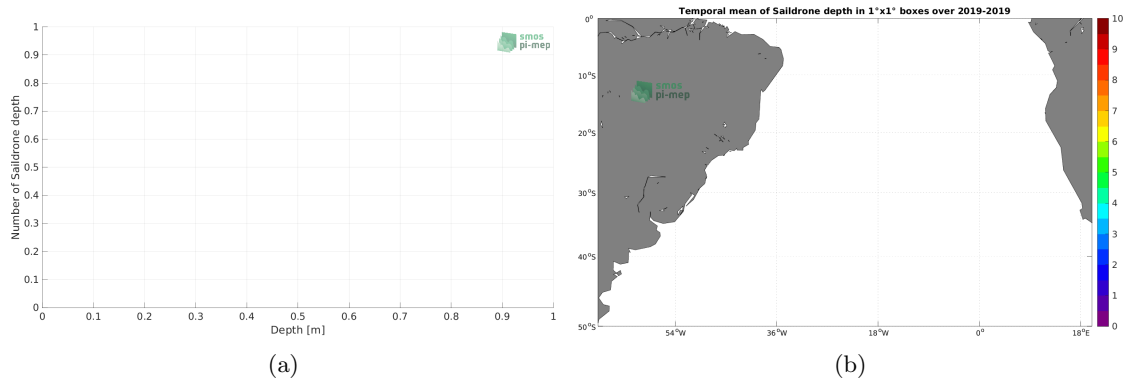 1
0.9
0.8
0.7
0.6
0.5
0.4
0.3
0.2
0.1
0
Number of Saildrone depth
0 0.1 0.2 0.3 0.4 0.5 0.6 0.7 0.8 0.9 1
Depth [m]
smos
pi-mep
(a)
Temporal mean of Saildrone depth in 1°x1° boxes over 2019-2019
0°
10°S
20°S
30°S
40°S
50°S
smos
pi-mep
54°W 36°W 18°W 0° 18°E
10
9
8
7
6
5
4
3
2
1
0
(b)